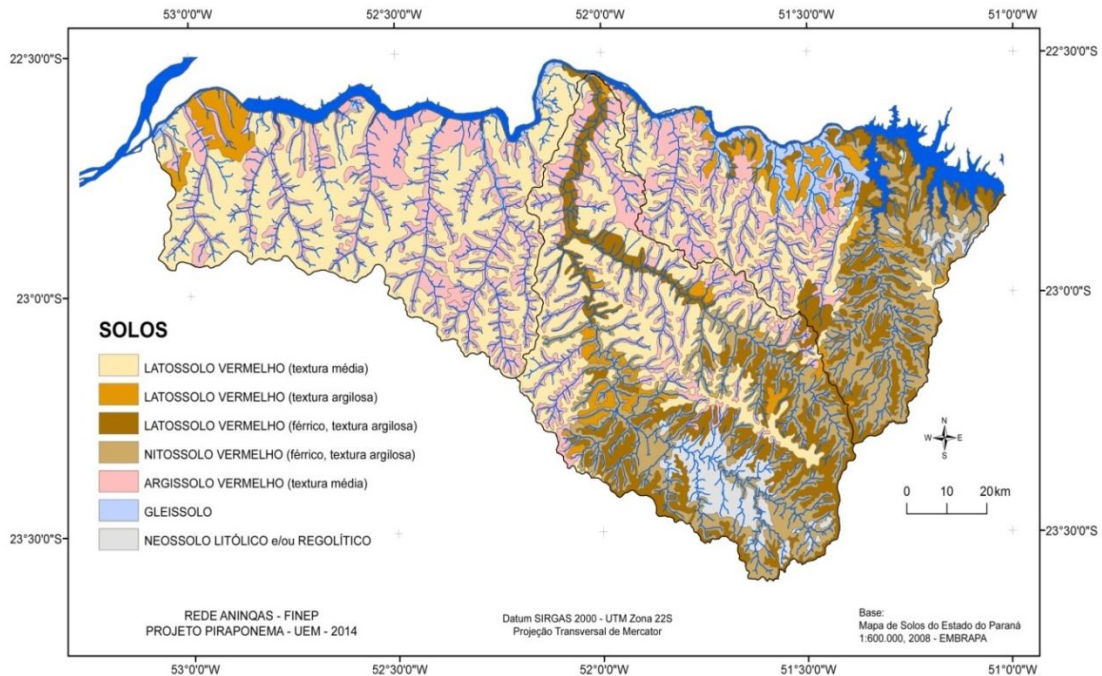 53°0'0"W 52°30'0"W 52°0'0"W 51°30'0"W 51°0'0"W
22°30'0"S 22°30'0"S
23°0'0"S 23°0'0"S
SOLOS
LATOSSOLO VERMELHO (textura média)
LATOSSOLO VERMELHO (textura argilosa)
LATOSSOLO VERMELHO (férrico, textura argilosa)
NITOSSOLO VERMELHO (férrico, textura argilosa)
ARGISSOLO VERMELHO (textura média)
GLEISSOLO
NEOSSOLO LITÓLICO e/ou REGOLÍTICO
N
W E
S
0 10 20km
23°30'0"S 23°30'0"S
REDE ANINQAS - FINEP
PROJETO PIRAPONEMA - UEM - 2014
Datum SIRGAS 2000 - UTM Zona 22S
Projeção Transversal de Mercator
Base:
Mapa de Solos do Estado do Paraná
1:600.000, 2008 - EMBRAPA
53°0'0"W 52°30'0"W 52°0'0"W 51°30'0"W 51°0'0"W